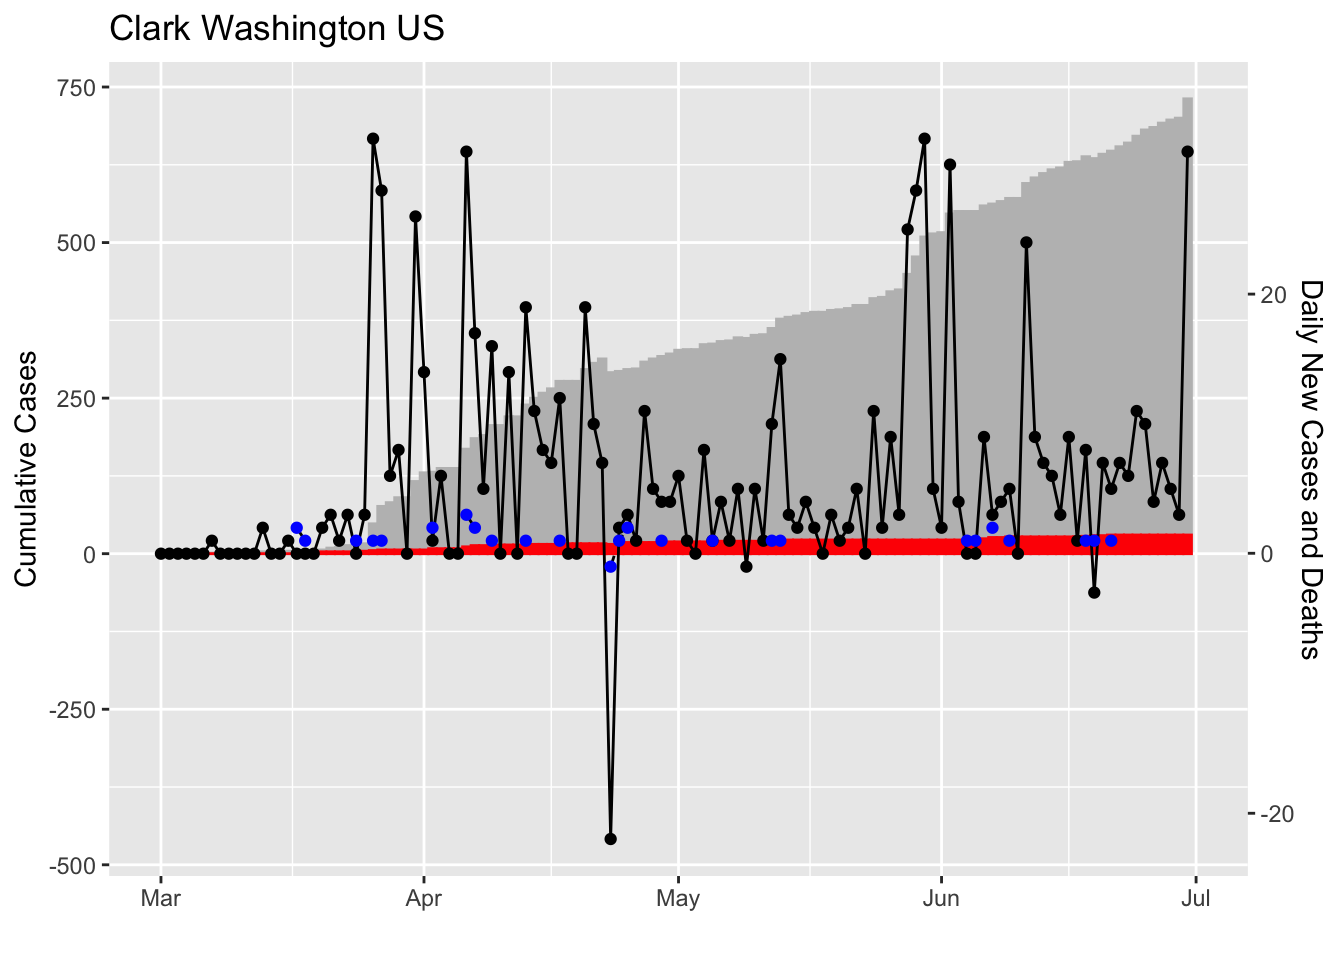 Clark Washington US
750
500
250
0
-250
-500
Cumulative Cases
20
0
-20
Daily New Cases and Deaths
Mar
Apr
May
Jun
Jul